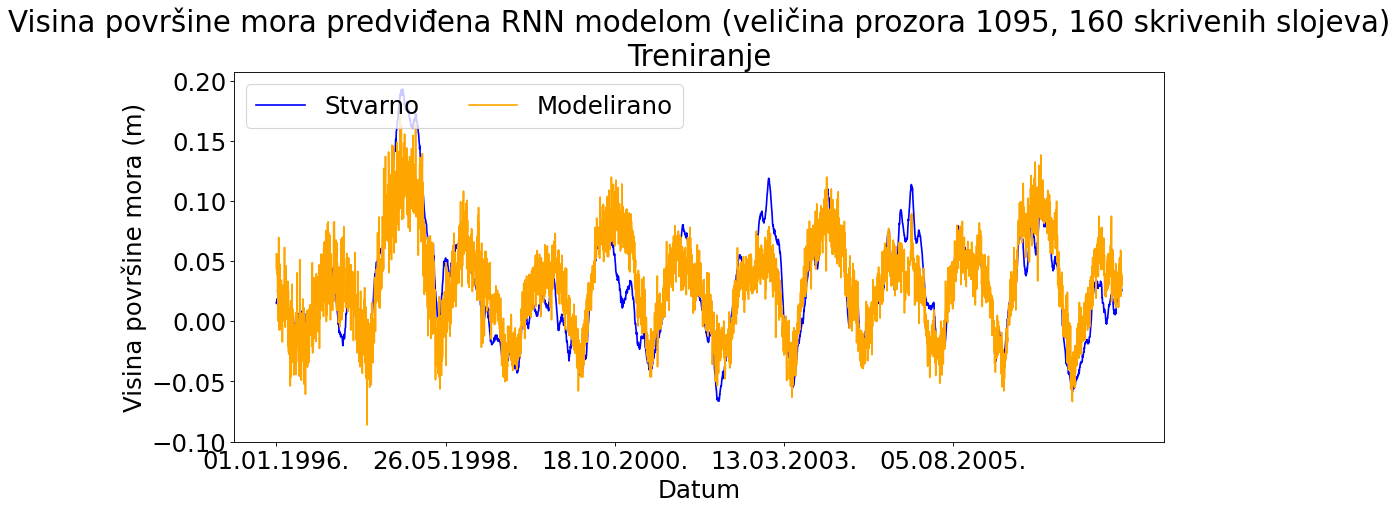 Visina površine mora predviđena RNN modelom (veličina prozora 1095, 160 skrivenih slojeva)
Treniranje
Stvarno Modelirano
Visina površine mora (m)
0.20
0.15
0.10
0.05
0.00
−0.05
−0.10
01.01.1996. 26.05.1998. 18.10.2000. 13.03.2003. 05.08.2005.
Datum